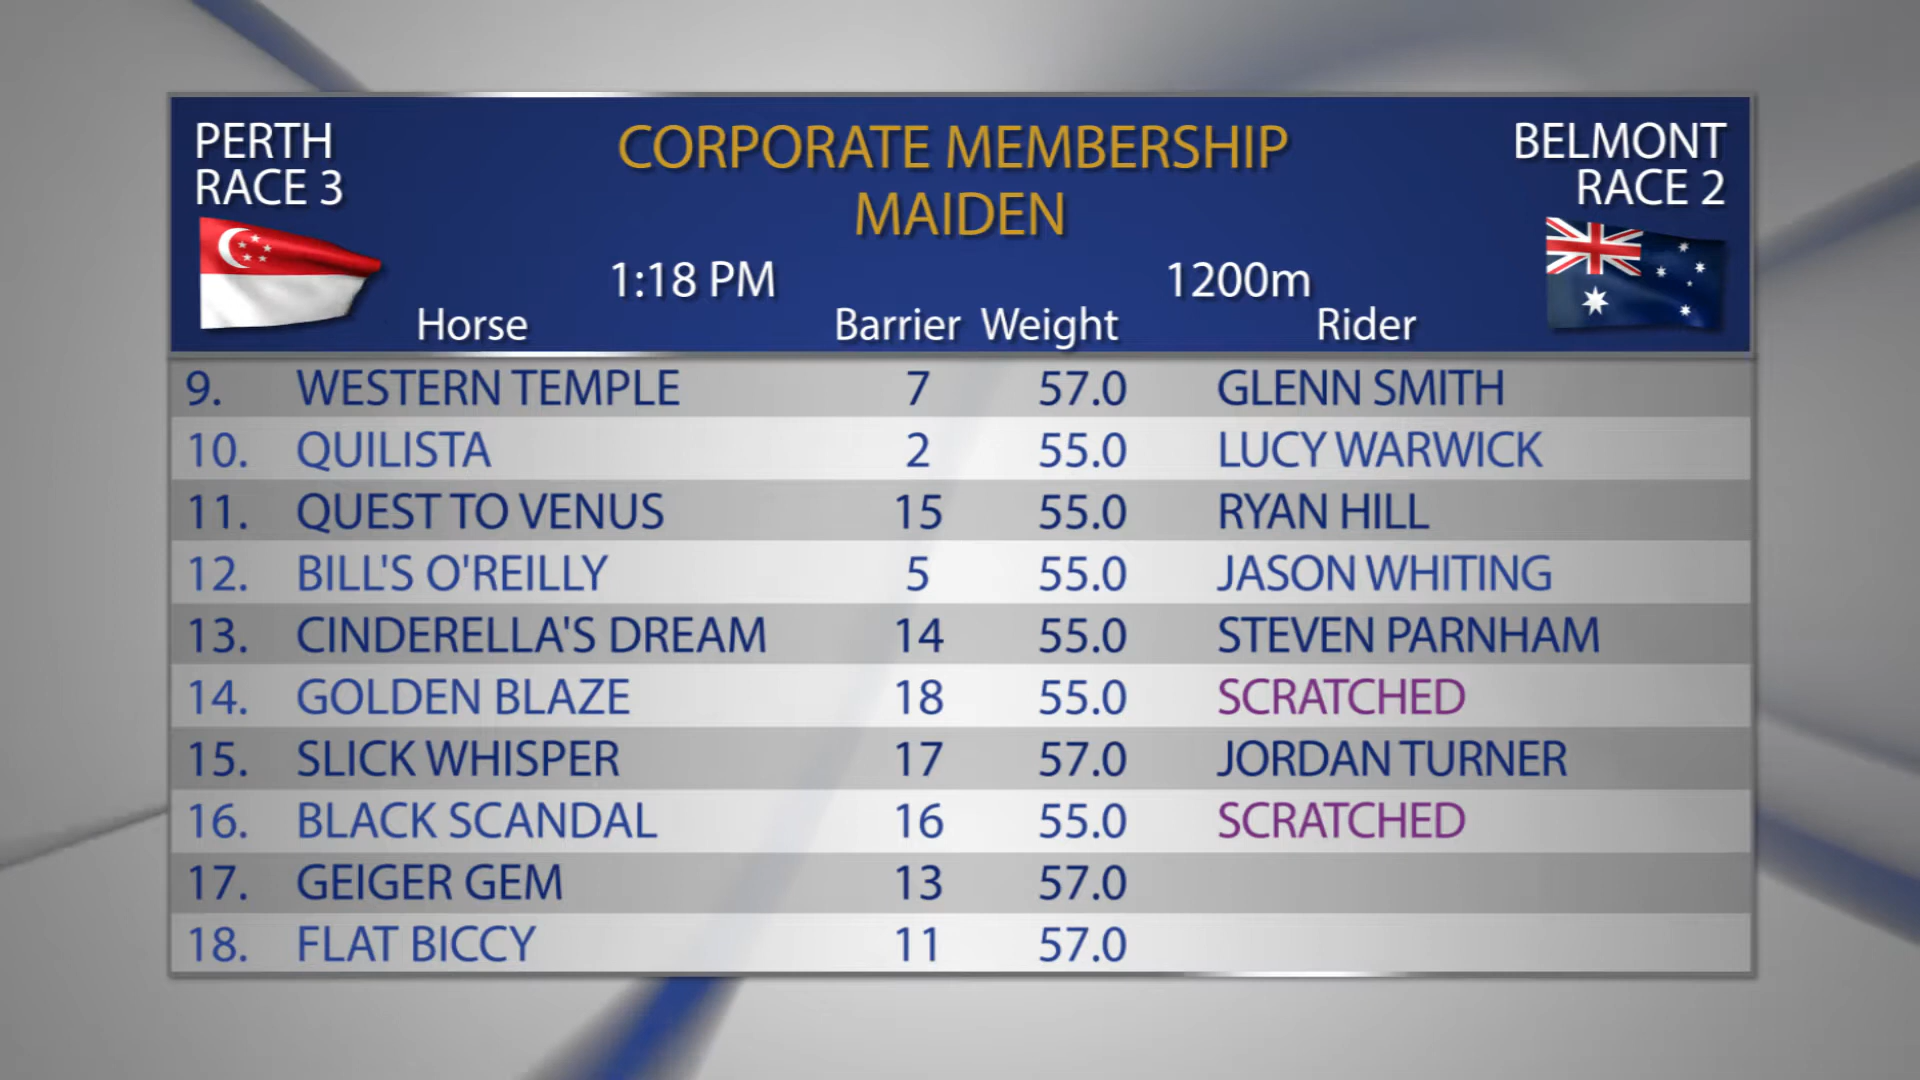 PERTH
RACE 3
CORPORATE MEMBERSHIP
MAIDEN
BELMONT
RACE 2
1:18 PM 1200m
Horse Barrier Weight Rider
9. WESTERN TEMPLE 7 57.0 GLENN SMITH
10. QUILISTA 2 55.0 LUCY WARWICK
11. QUEST TO VENUS 15 55.0 RYAN HILL
12. BILL'S O'REILLY 5 55.0 JASON WHITING
13. CINDERELLA'S DREAM 14 55.0 STEVEN PARNHAM
14. GOLDEN BLAZE 18 55.0 SCRATCHED
15. SLICK WHISPER 17 57.0 JORDAN TURNER
16. BLACK SCANDAL 16 55.0 SCRATCHED
17. GEIGER GEM 13 57.0
18. FLAT BICCY 11 57.0